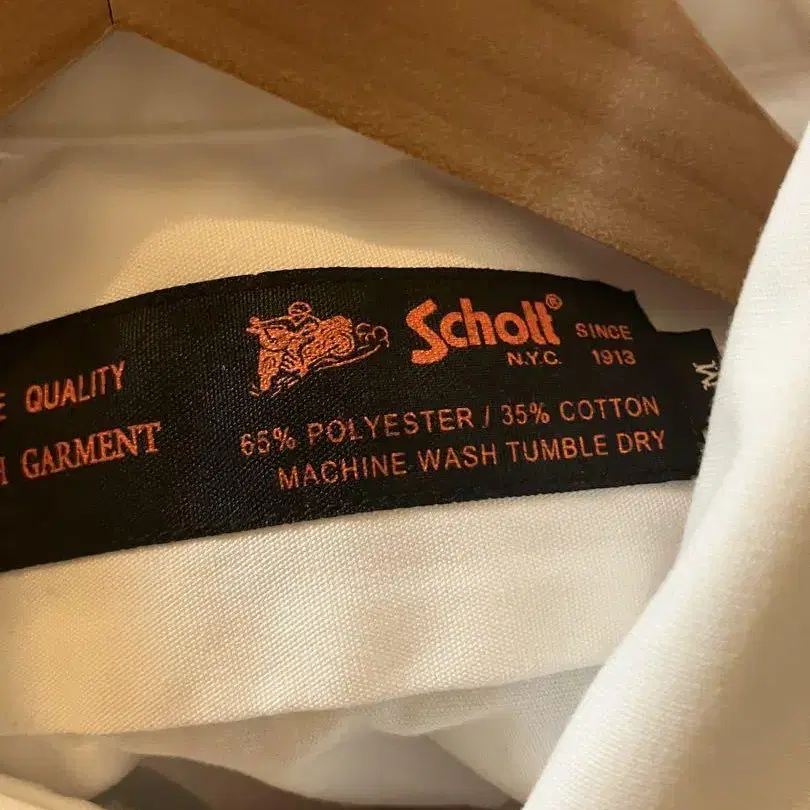 QUALITY
GARMENT
Schott®
SINCE
N.Y.C. 1913
65% POLYESTER / 35% COTTON
MACHINE WASH TUMBLE DRY
M